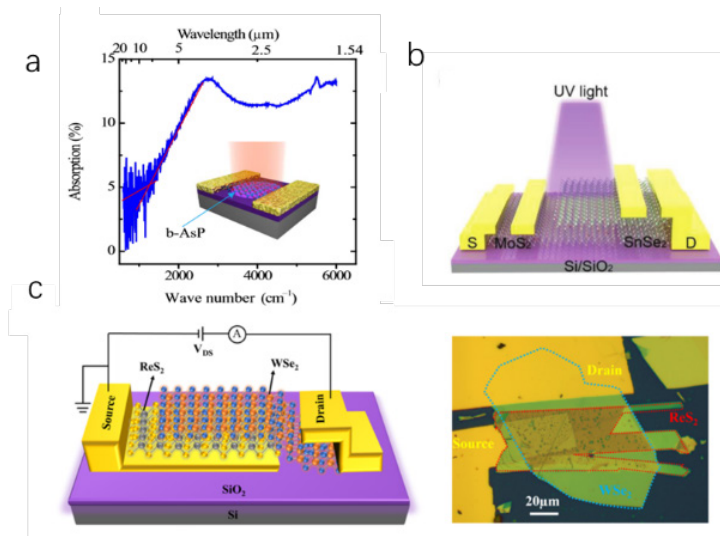 a
Wavelength (μm)
20 10 5 2.5 1.54
15
10
5
0
Absorption (%)
b-AsP
2000 4000 6000
Wave number (cm⁻¹)
b
UV light
S MoS₂ SnSe₂ D
Si/SiO₂
c
V_DS A
ReS₂ WSe₂
Source Drain
SiO₂
Si
Drain
ReS₂
Source
WSe₂
20μm